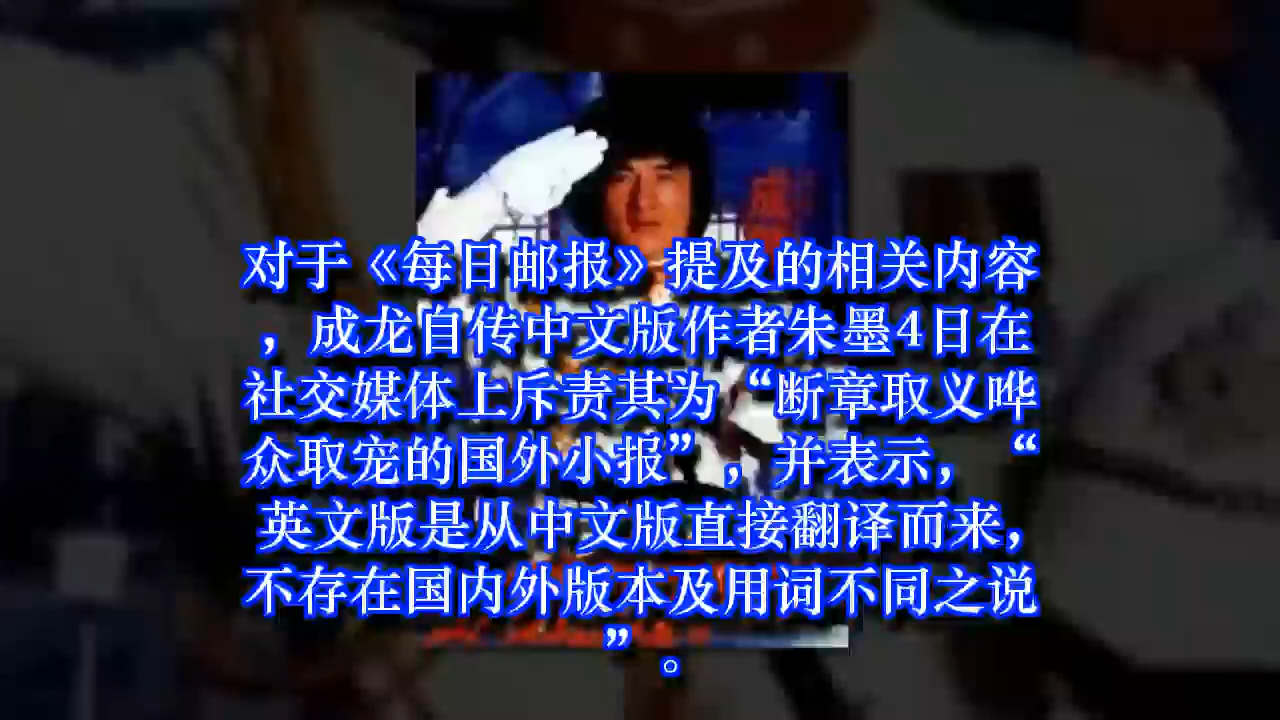 成
对于《每日邮报》提及的相关内容
，成龙自传中文版作者朱墨4日在
社交媒体上斥责其为“断章取义哗
众取宠的国外小报”，并表示，“
英文版是从中文版直接翻译而来，
不存在国内外版本及用词不同之说
”。